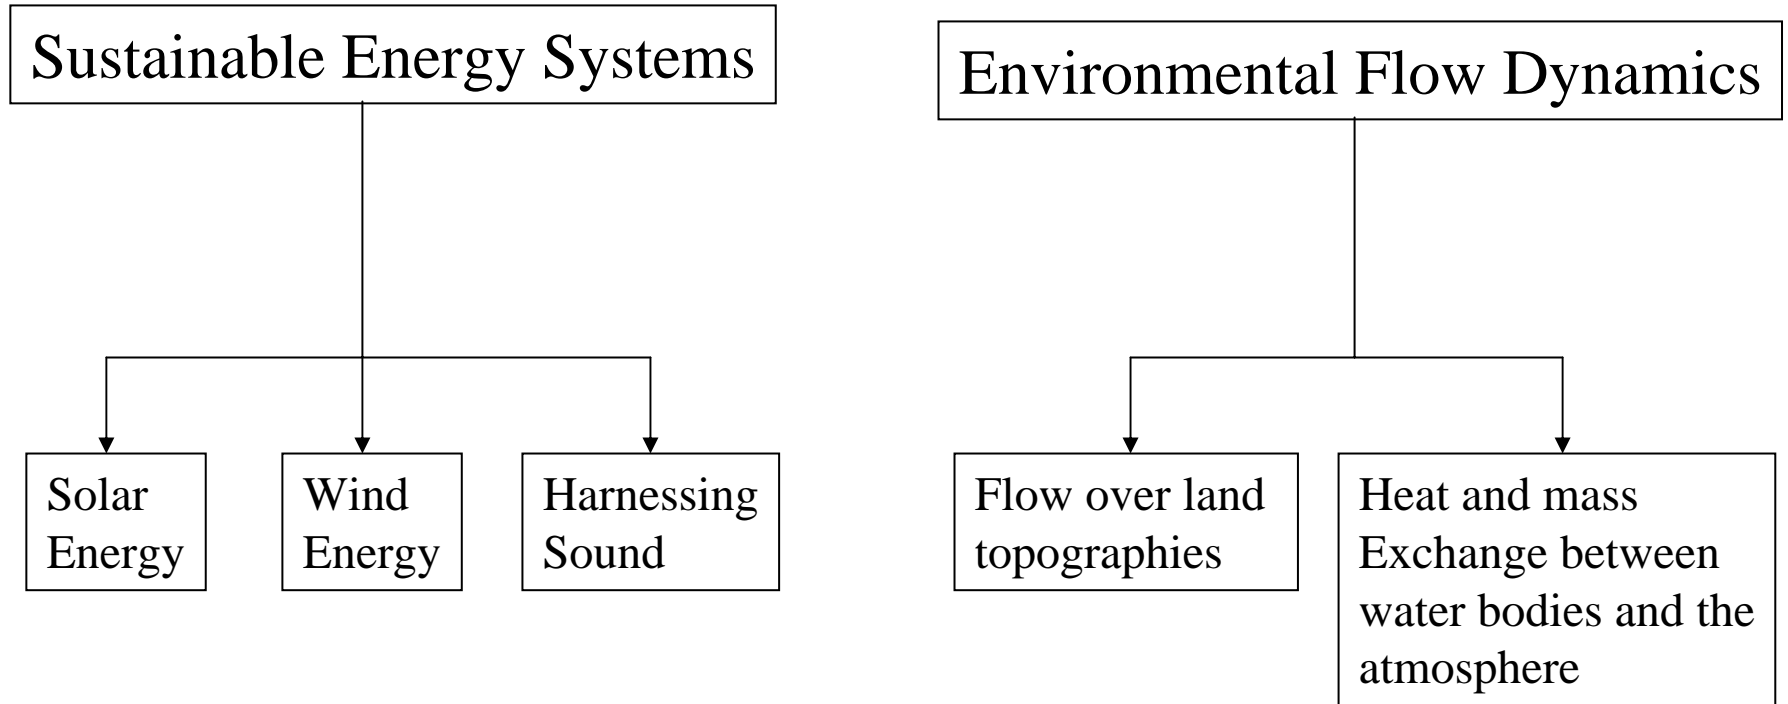 Sustainable Energy Systems
Environmental Flow Dynamics
Solar
Energy
Wind
Energy
Harnessing
Sound
Flow over land
topographies
Heat and mass
Exchange between
water bodies and the
atmosphere